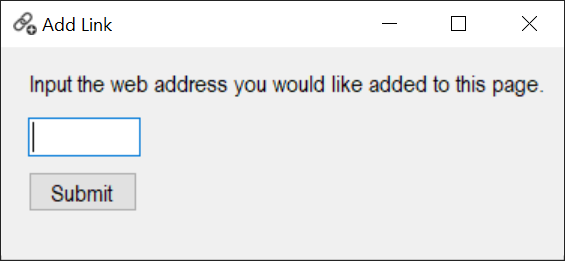 Add Link
Input the web address you would like added to this page.
Submit